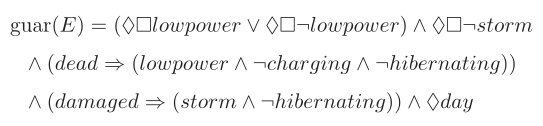 guar(E) = (◊□lowpower ∨ ◊□¬lowpower) ∧ ◊□¬storm
∧ (dead ⇒ (lowpower ∧ ¬charging ∧ ¬hibernating))
∧ (damaged ⇒ (storm ∧ ¬hibernating)) ∧ ◊day